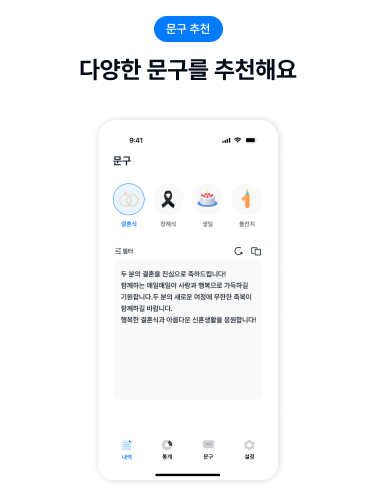 문구 추천
다양한 문구를 추천해요
9:41
문구
결혼식 장례식 생일 돌잔치
필터
두 분의 결혼을 진심으로 축하드립니다!
함께하는 매일매일이 사랑과 행복으로 가득하길
기원합니다.두 분의 새로운 여정에 무한한 축복이
함께하길 바랍니다.
행복한 결혼식과 아름다운 신혼생활을 응원합니다!
내역 통계 문구 설정